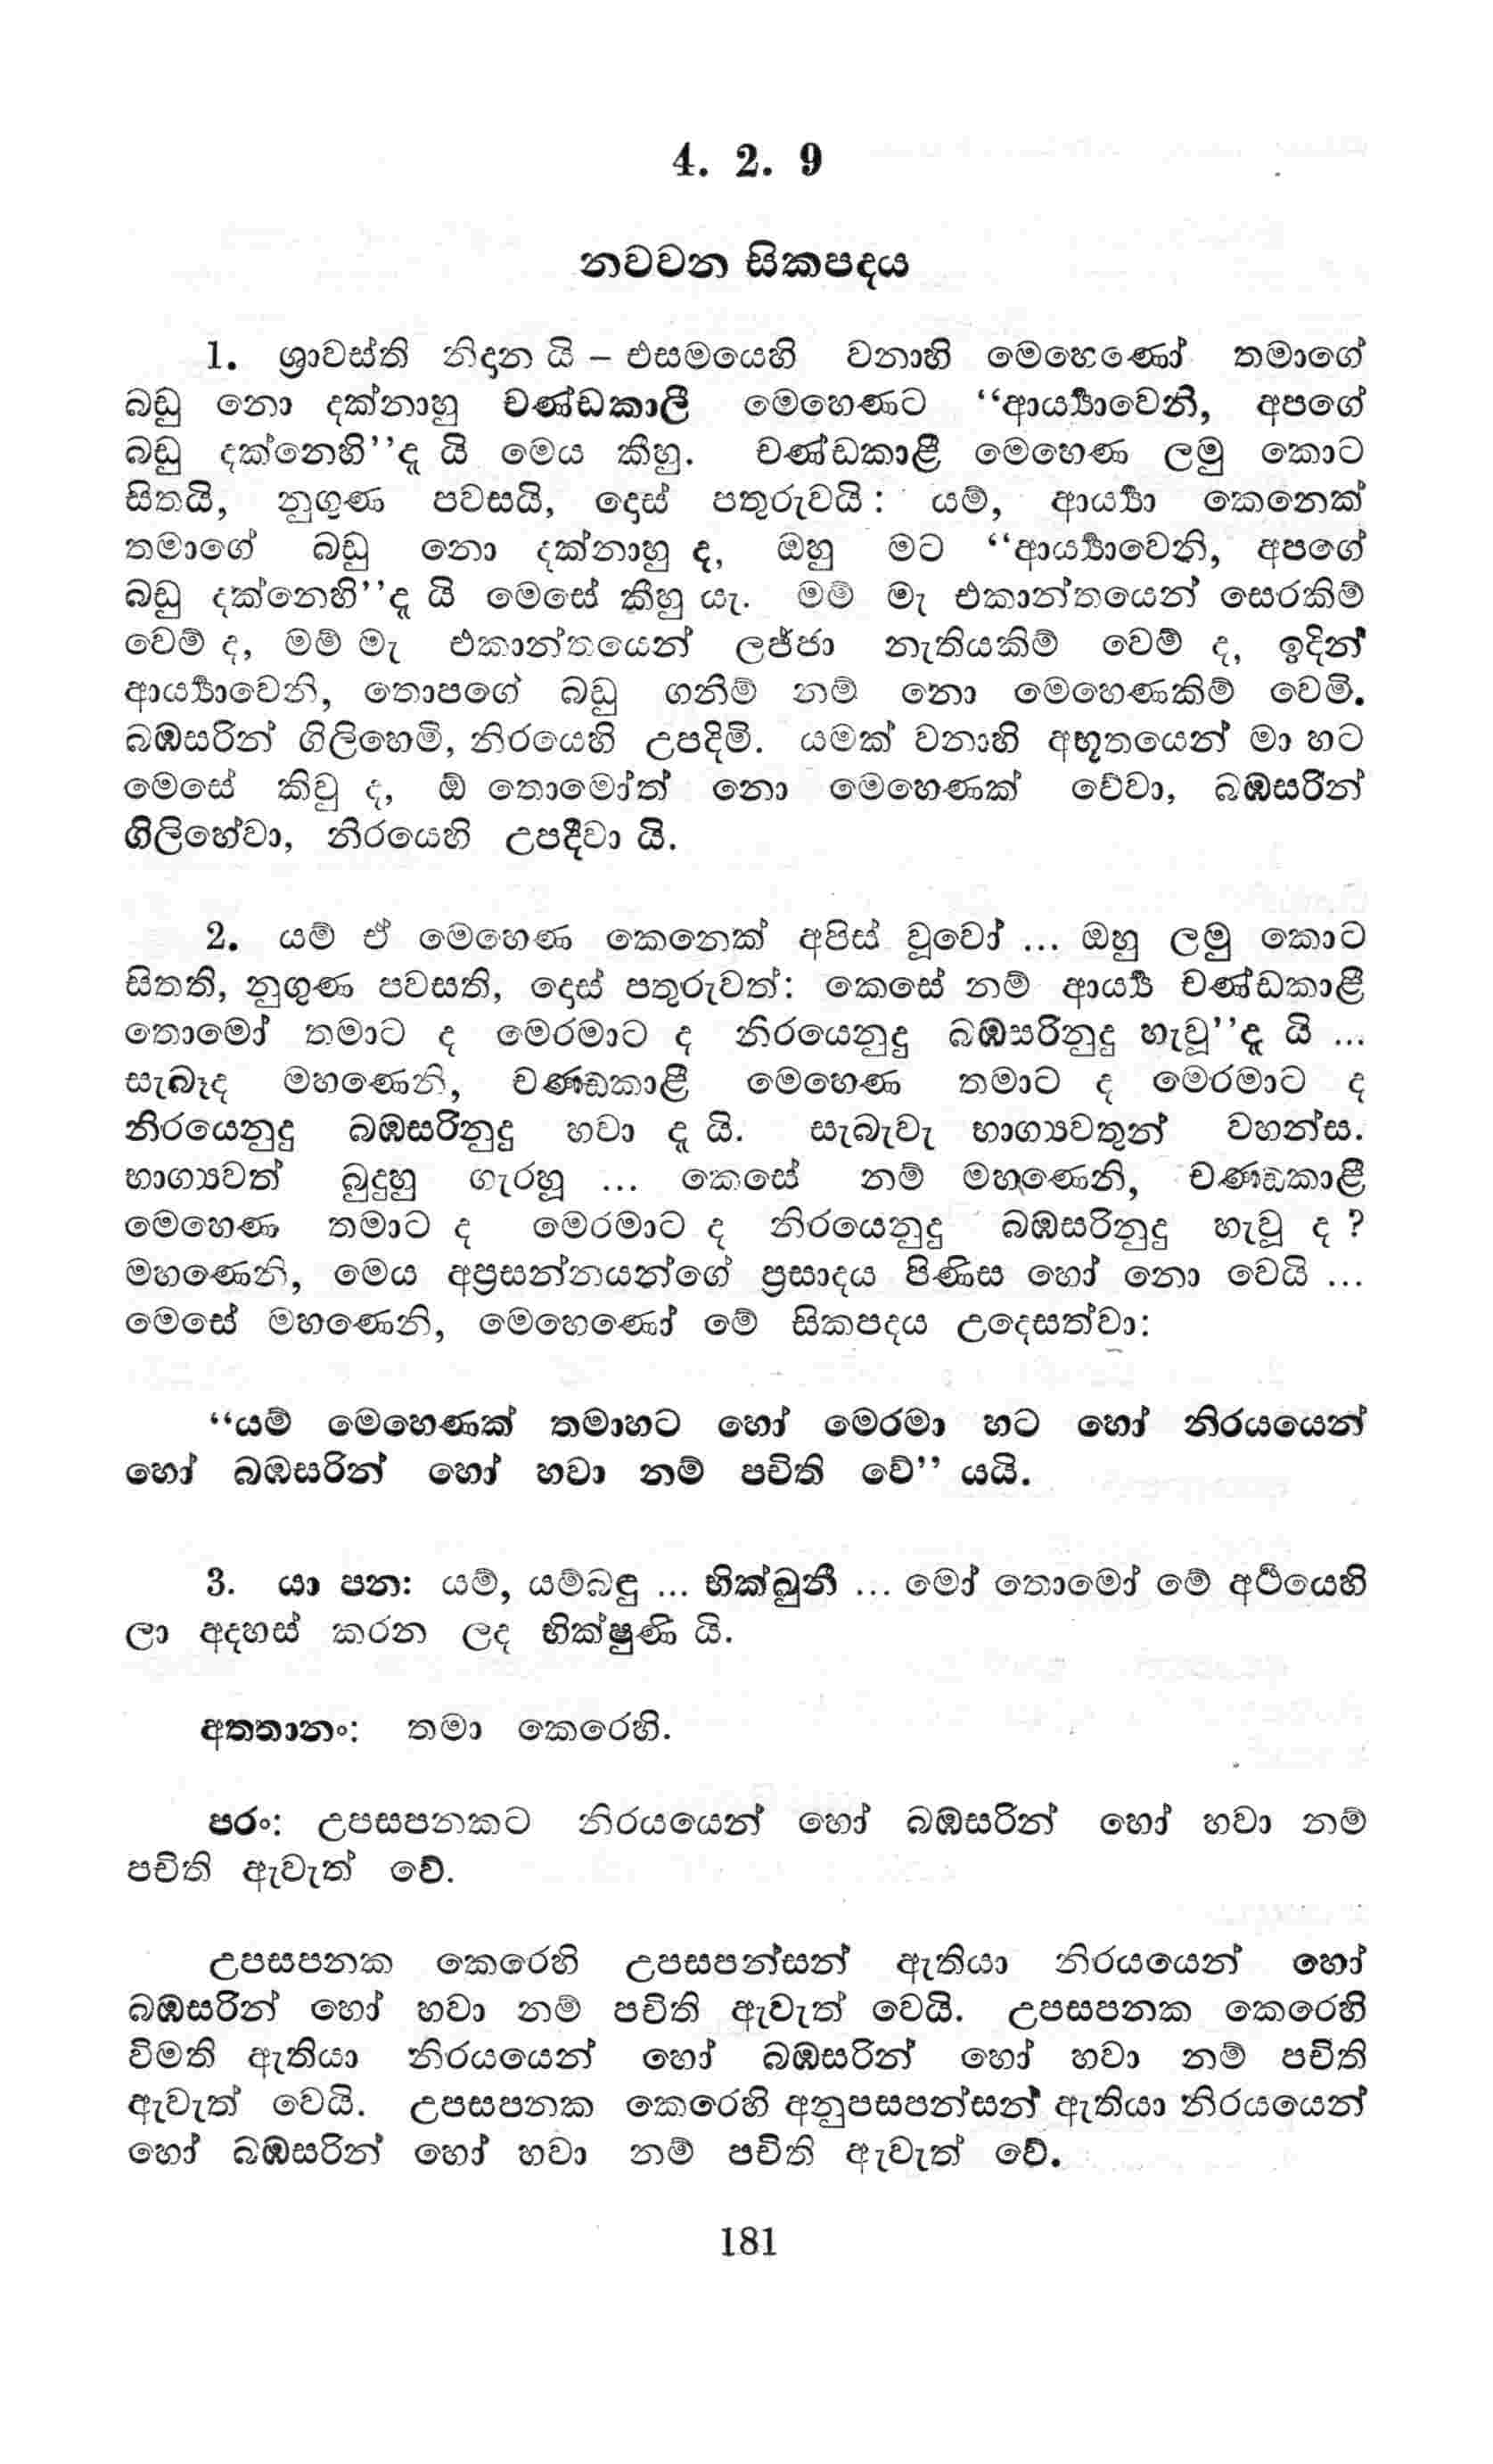 4. 2. 9
නවවන සිකපදය
1. ශ්‍රාවස්ති නිදාන යි – එසමයෙහි වනාහි මෙහෙණෝ තමාගේ
බඩු නො දක්නාහු චණ්ඩකාලී මෙහෙණට “ආර්‍ය්‍යාවෙනි, අපගේ
බඩු දක්නෙහි”දැ යි මෙය කීහු. චණ්ඩකාළී මෙහෙණ ලමු කොට
සිතයි, නුගුණ පවසයි, දොස් පතුරුවයි: යම්, ආර්‍ය්‍යා කෙනෙක්
තමාගේ බඩු නො දක්නාහු ද, ඔහු මට “ආර්‍ය්‍යාවෙනි, අපගේ
බඩු දක්නෙහි”දැ යි මෙසේ කීහු යැ. මම් මැ එකාන්තයෙන් සෙරකිම්
වෙම් ද, මම් මැ එකාන්තයෙන් ලජ්ජා නැතියකිම් වෙම් ද, ඉදින්
ආර්‍ය්‍යාවෙනි, තොපගේ බඩු ගනිම් නම් නො මෙහෙණකිම් වෙමි.
බඹසරින් ගිලිහෙමි, නිරයෙහි උපදිමි. යමක් වනාහි අභූතයෙන් මා හට
මෙසේ කිවු ද, ඕ තොමෝත් නො මෙහෙණක් වේවා, බඹසරින්
ගිලිහේවා, නිරයෙහි උපදීවා යි.
2. යම් ඒ මෙහෙණ කෙනෙක් අපිස් වූවෝ ... ඔහු ලමු කොට
සිතති, නුගුණ පවසති, දොස් පතුරුවත්: කෙසේ නම් ආර්‍ය්‍ය චණ්ඩකාළී
තොමෝ තමාට ද මෙරමාට ද නිරයෙනුදු බඹසරිනුදු හැවූ”දැ යි ...
සැබෑද මහණෙනි, චණ්ඩකාළී මෙහෙණ තමාට ද මෙරමාට ද
නිරයෙනුදු බඹසරිනුදු හවා දැ යි. සැබැවැ භාග්‍යවතුන් වහන්ස.
භාග්‍යවත් බුදුහු ගැරහූ ... කෙසේ නම් මහණෙනි, චණ්ඩකාළී
මෙහෙණ තමාට ද මෙරමාට ද නිරයෙනුදු බඹසරිනුදු හැවූ ද ?
මහණෙනි, මෙය අප්‍රසන්නයන්ගේ ප්‍රසාදය පිණිස හෝ නො වෙයි ...
මෙසේ මහණෙනි, මෙහෙණෝ මේ සිකපදය උදෙසත්වා:
“යම් මෙහෙණක් තමාහට හෝ මෙරමා හට හෝ නිරයයෙන්
හෝ බඹසරින් හෝ හවා නම් පචිති වේ” යයි.
3. යා පන: යම්, යම්බඳු ... භික්ඛුනී ... මෝ තොමෝ මේ අර්‍ථයෙහි
ලා අදහස් කරන ලද භික්ෂුණි යි.
අත්තානං: තමා කෙරෙහි.
පරං: උපසපනකට නිරයයෙන් හෝ බඹසරින් හෝ හවා නම්
පචිති ඇවැත් වේ.
උපසපනක කෙරෙහි උපසපන්සන් ඇතියා නිරයයෙන් හෝ
බඹසරින් හෝ හවා නම් පචිති ඇවැත් වෙයි. උපසපනක කෙරෙහි
විමති ඇතියා නිරයයෙන් හෝ බඹසරින් හෝ හවා නම් පචිති
ඇවැත් වෙයි. උපසපනක කෙරෙහි අනුපසපන්සන් ඇතියා නිරයයෙන්
හෝ බඹසරින් හෝ හවා නම් පචිති ඇවැත් වේ.
181